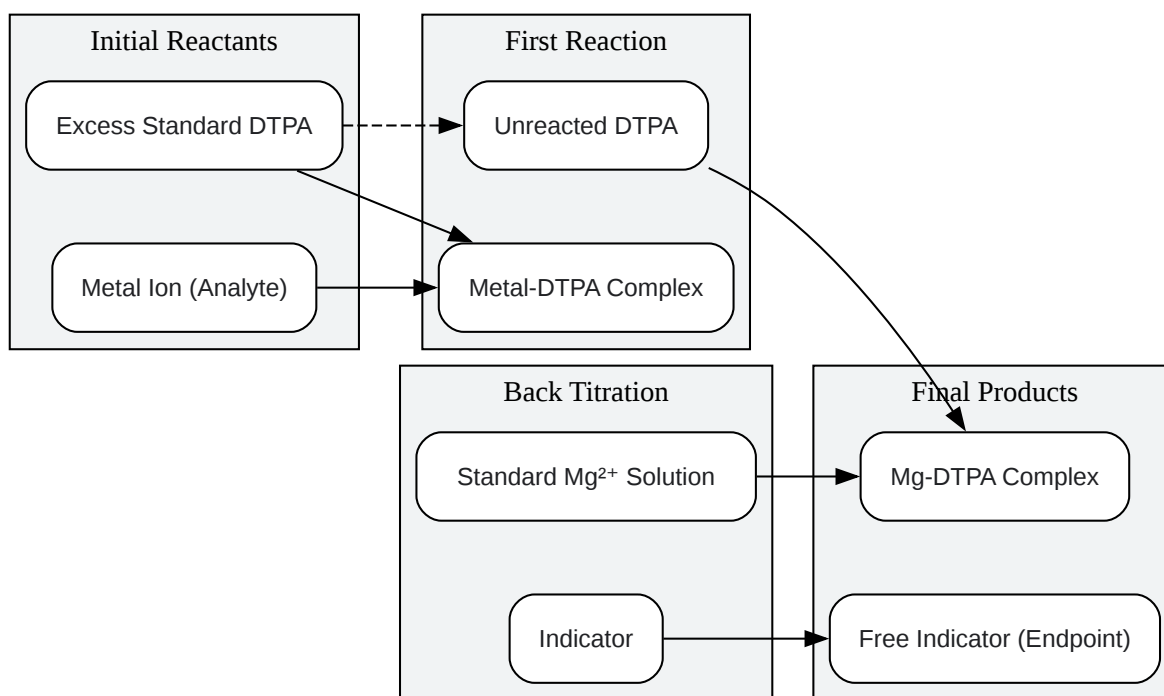 Initial Reactants
First Reaction
Excess Standard DTPA
Unreacted DTPA
Metal Ion (Analyte)
Metal-DTPA Complex
Back Titration
Final Products
Standard Mg²⁺ Solution
Mg-DTPA Complex
Indicator
Free Indicator (Endpoint)